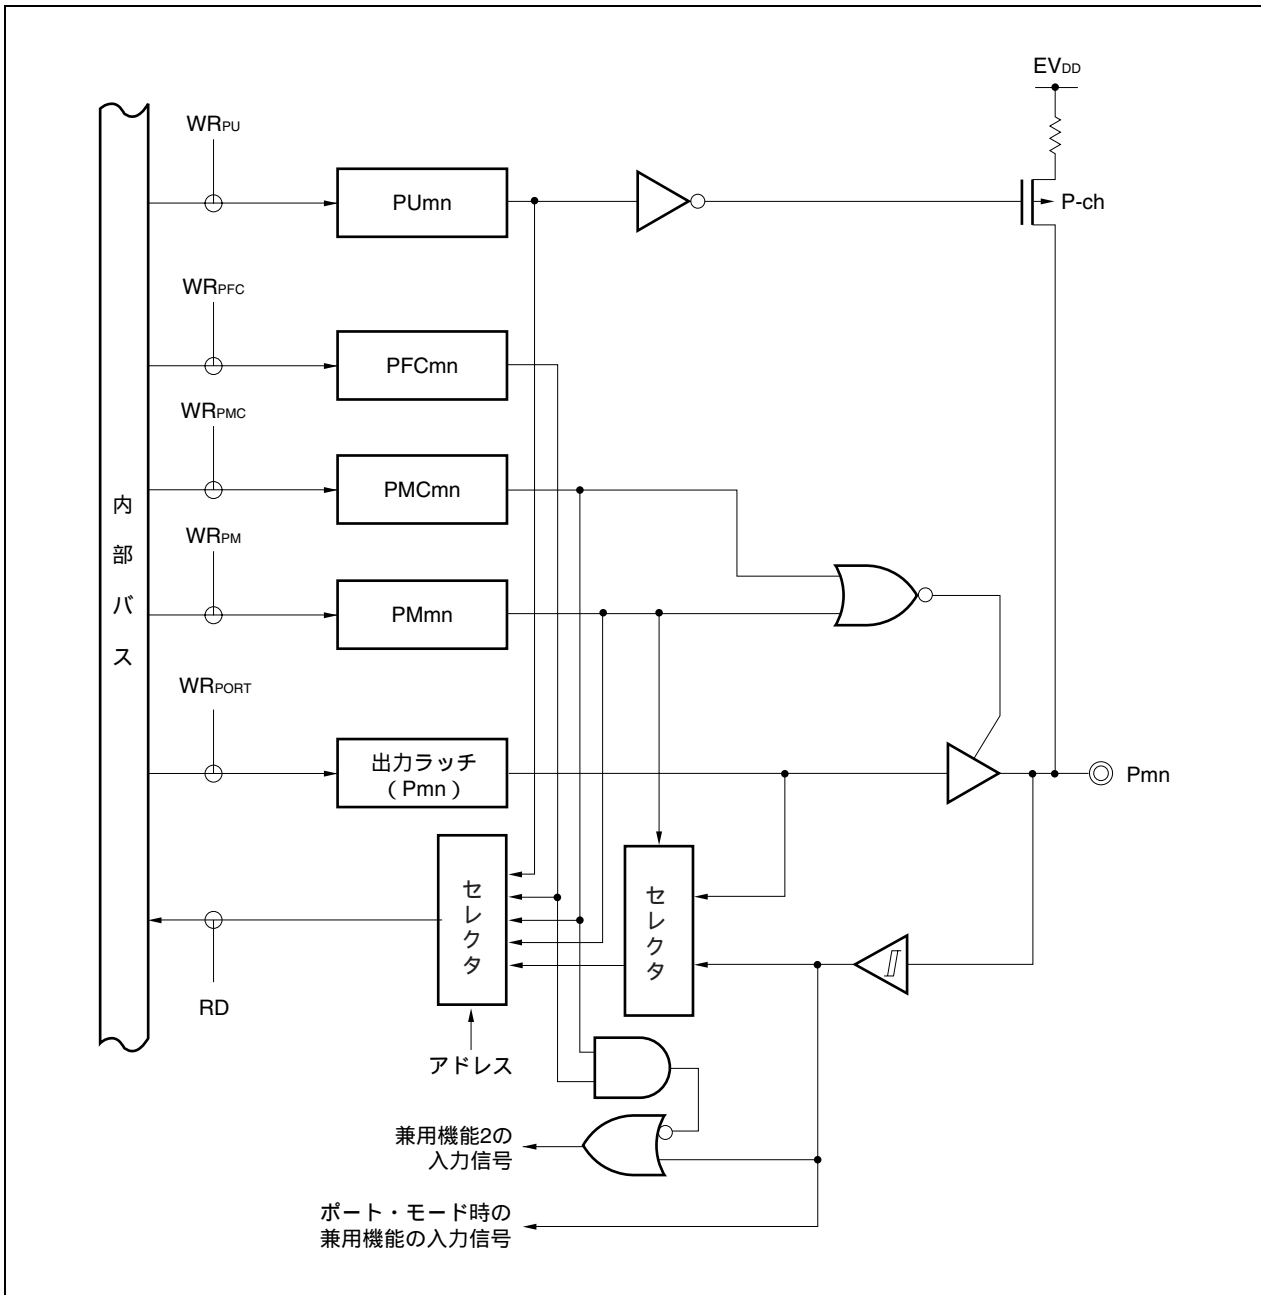 EVDD
WRPU
PUmn
P-ch
WRPFC
PFCmn
WRPMC
PMCmn
内部バス
WRPM
PMmn
WRPORT
出力ラッチ
（Pmn）
Pmn
セレクタ
セレクタ
RD
アドレス
兼用機能2の
入力信号
ポート・モード時の
兼用機能の入力信号